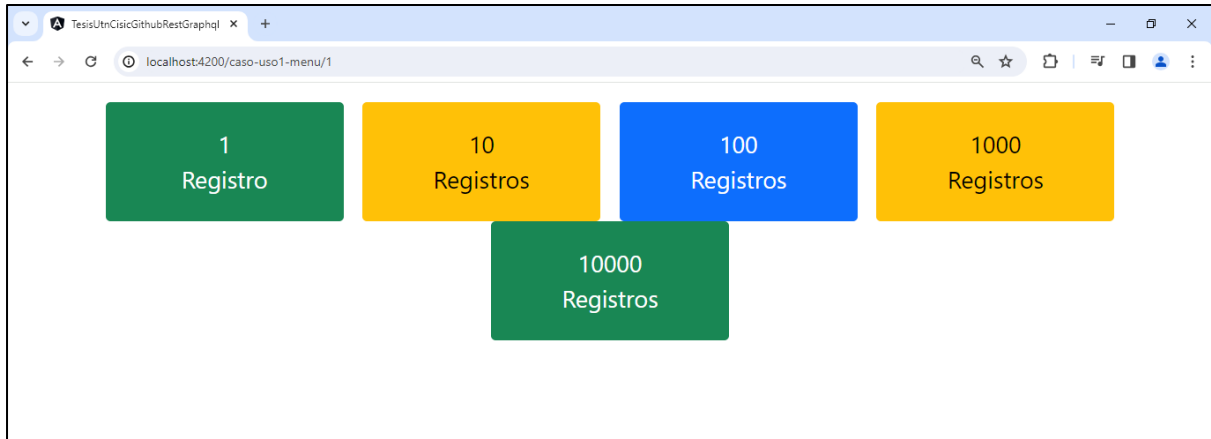 TesisUtnCisicGithubRestGraphql
localhost:4200/caso-uso1-menu/1
1
Registro
10
Registros
100
Registros
1000
Registros
10000
Registros